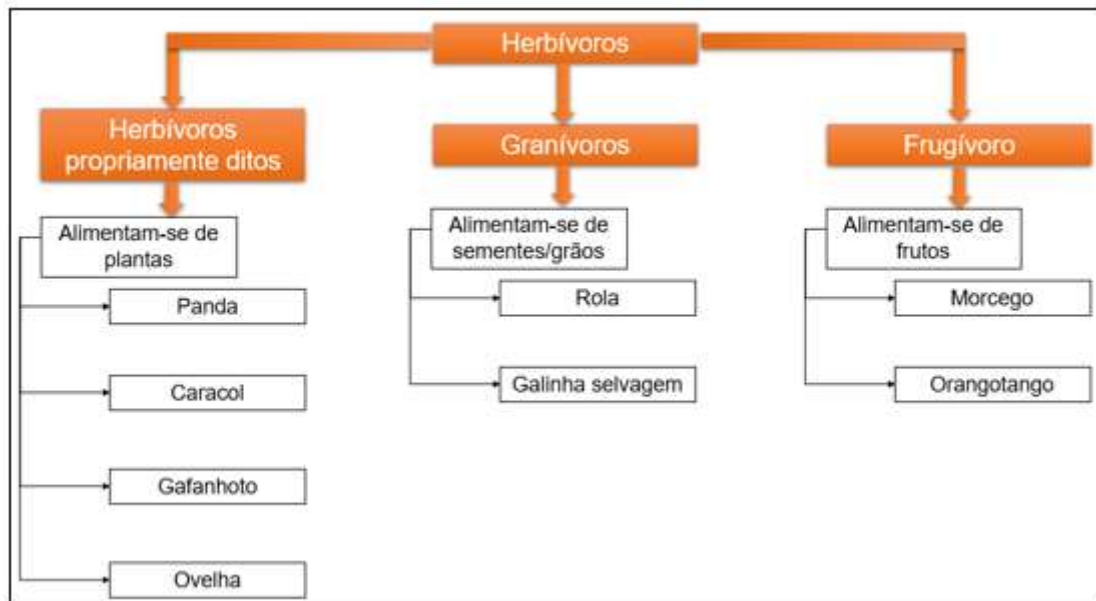 Herbívoros
Herbívoros
propriamente ditos
Alimentam-se de
plantas
Panda
Caracol
Gafanhoto
Ovelha
Granívoros
Alimentam-se de
sementes/grãos
Rola
Galinha selvagem
Frugívoro
Alimentam-se de
frutos
Morcego
Orangotango